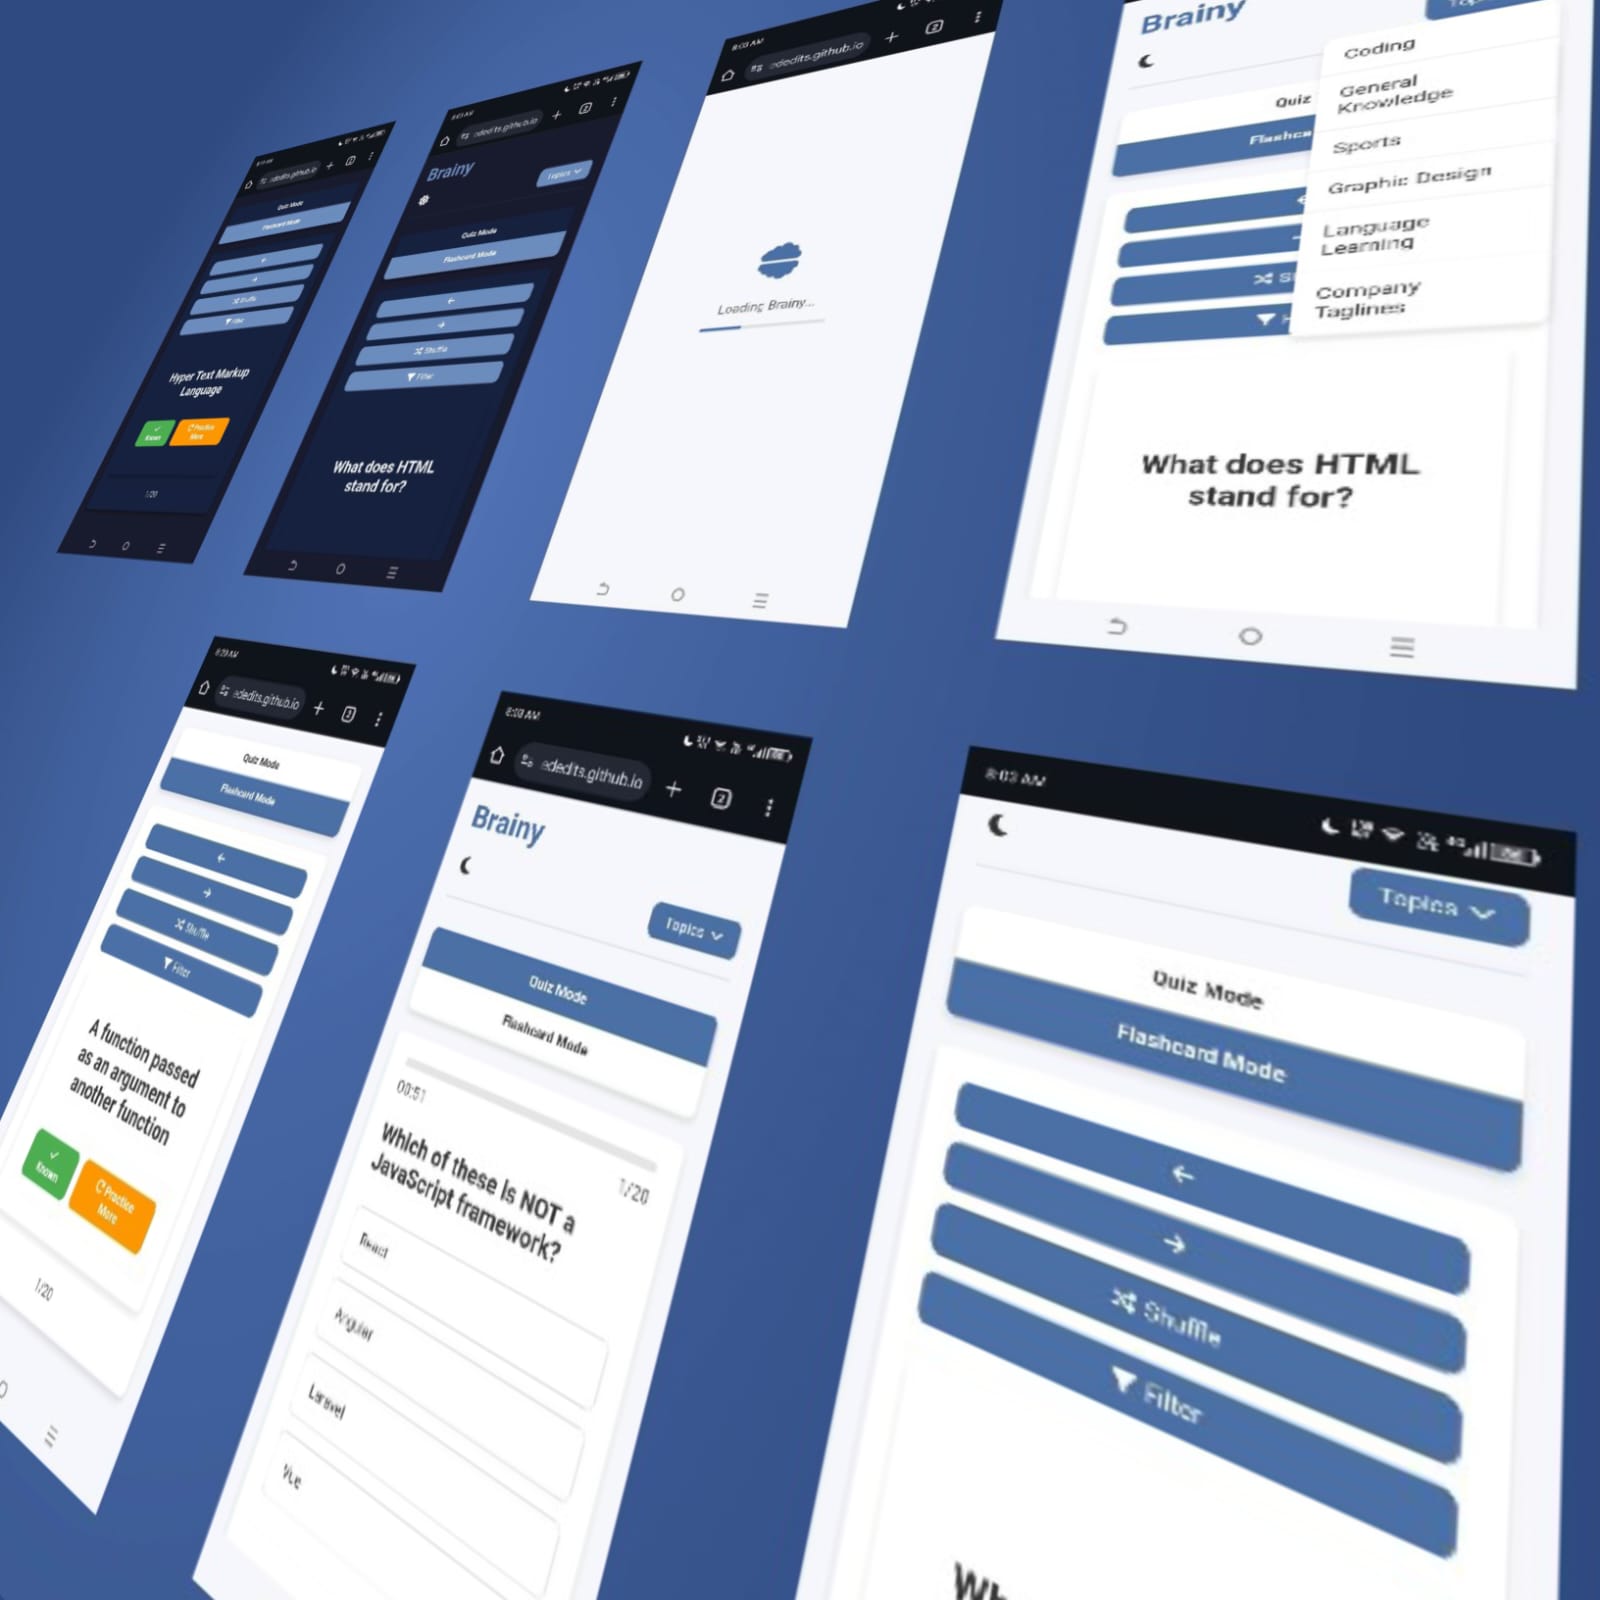 ededits.github.io
Quiz Mode
Flashcard Mode
Shuffle
Filter
Hyper Text Markup
Language
Known
Practice
More
1/20
8:03 AM
ededits.github.io
2
Brainy
Topics
Quiz Mode
Flashcard Mode
Shuffle
Filter
What does HTML
stand for?
8:03 AM
ededits.github.io
2
Loading Brainy...
Brainy
Coding
General
Knowledge
Sports
Graphic Design
Language
Learning
Company
Taglines
Quiz
Flashca
What does HTML
stand for?
ededits.github.io
Quiz Mode
Flashcard Mode
Shuffle
Filter
A function passed
as an argument to
another function
Known
Practice
More
1/20
8:03 AM
ededits.github.io
2
Brainy
Topics
Quiz Mode
Flashcard Mode
00:51
1/20
Which of these is NOT a
JavaScript framework?
React
Angular
Laravel
Vue
8:03 AM
Topics
Quiz Mode
Flashcard Mode
Shuffle
Filter
Wh